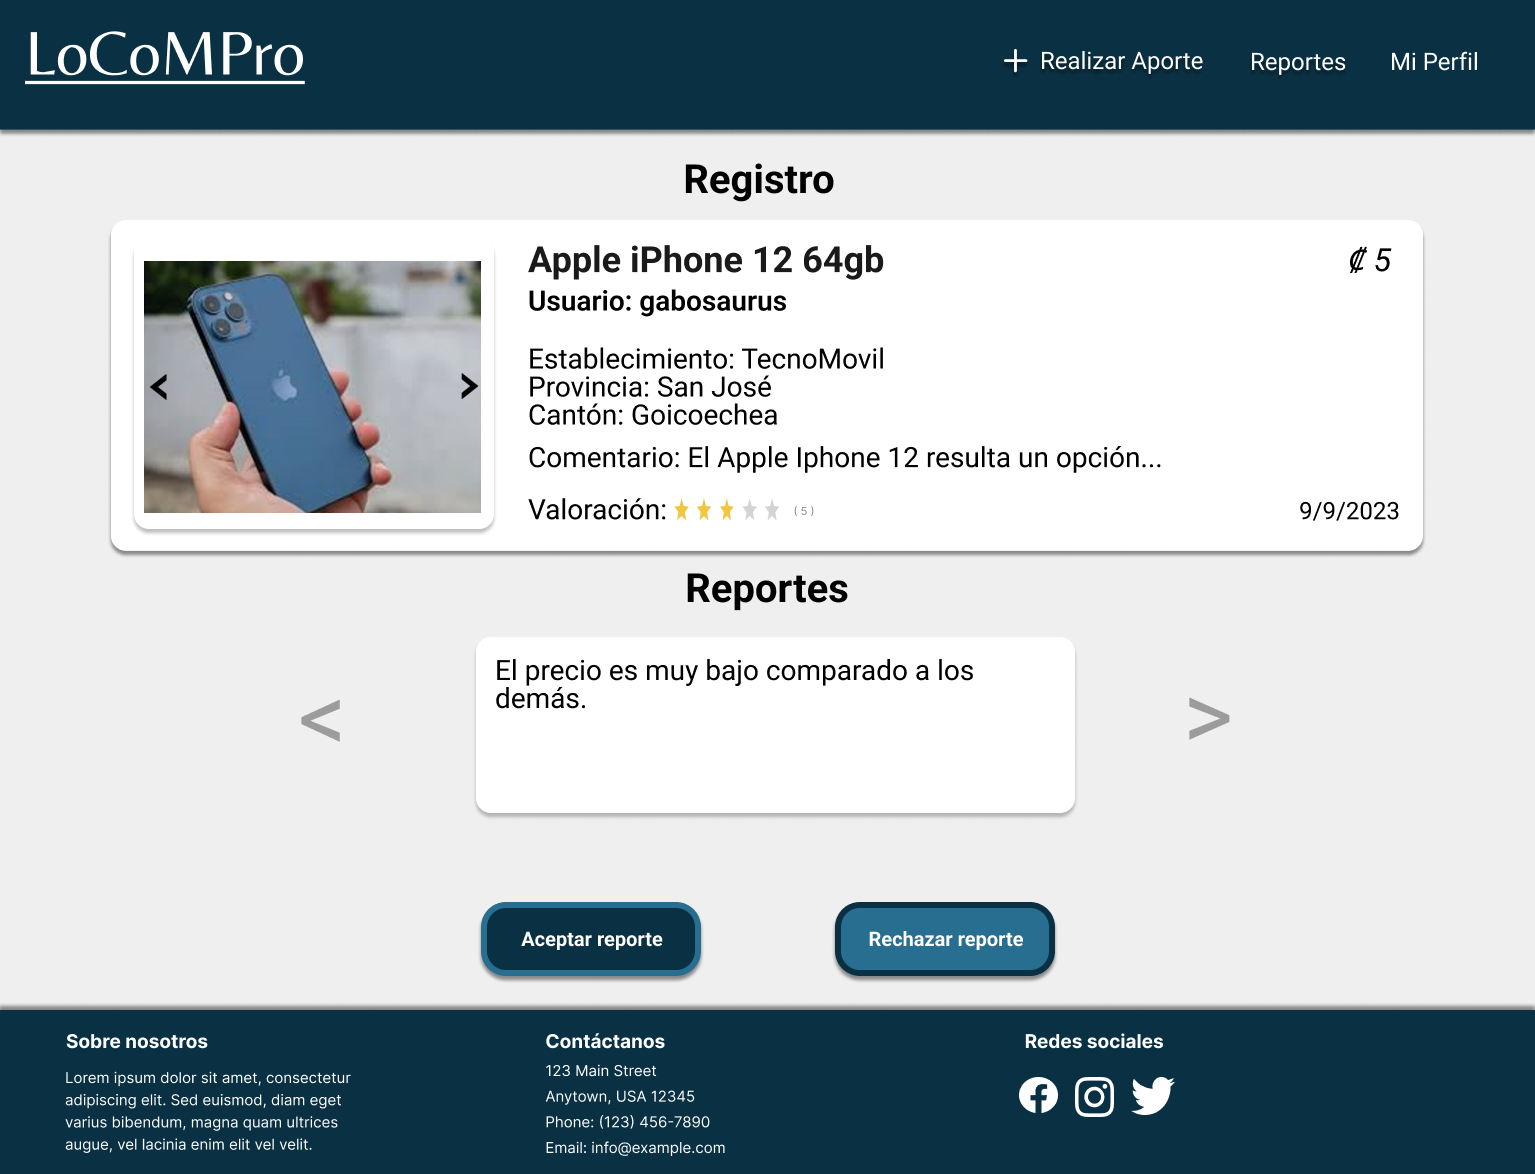 LoCoMPro
+ Realizar Aporte
Reportes
Mi Perfil
Registro
Apple iPhone 12 64gb
₡ 5
Usuario: gabosaurus
Establecimiento: TecnoMovil
Provincia: San José
Cantón: Goicoechea
Comentario: El Apple Iphone 12 resulta un opción...
Valoración: (5)
9/9/2023
<
>
Reportes
El precio es muy bajo comparado a los
demás.
<
>
Aceptar reporte
Rechazar reporte
Sobre nosotros
Lorem ipsum dolor sit amet, consectetur
adipiscing elit. Sed euismod, diam eget
varius bibendum, magna quam ultrices
augue, vel lacinia enim elit vel velit.
Contáctanos
123 Main Street
Anytown, USA 12345
Phone: (123) 456-7890
Email: info@example.com
Redes sociales